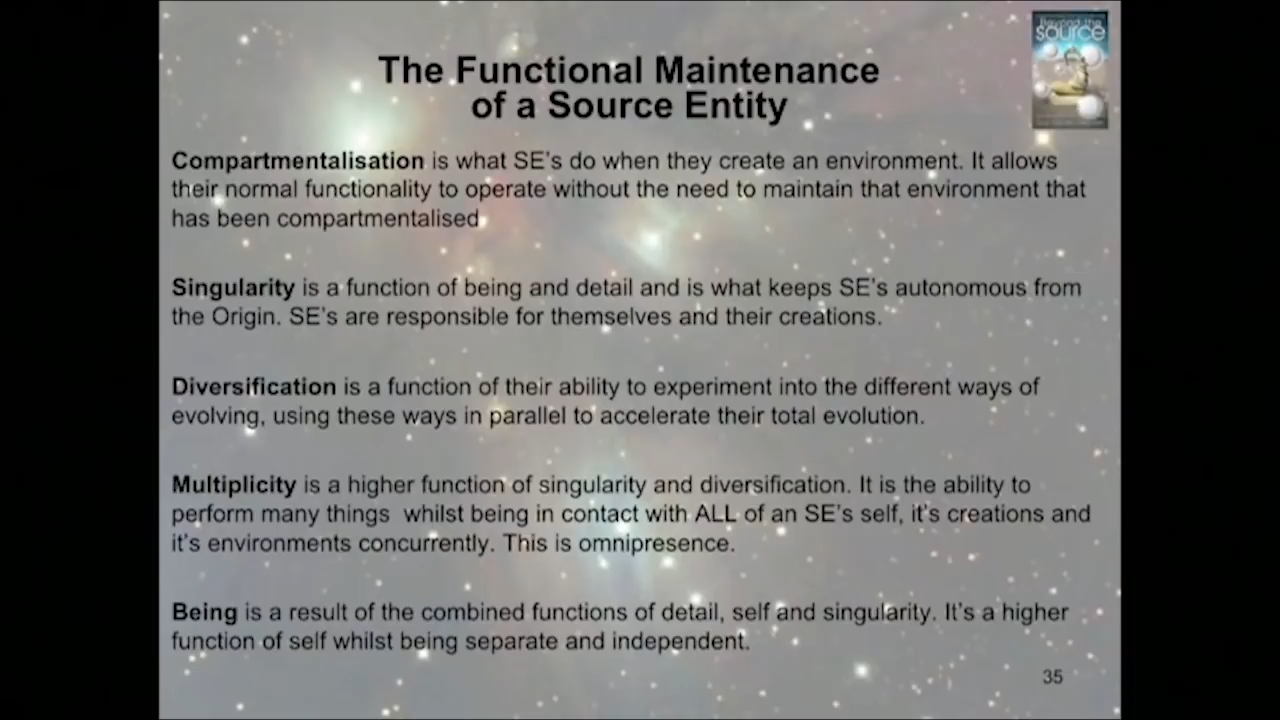 Beyond the
source
The Functional Maintenance
of a Source Entity
Compartmentalisation is what SE's do when they create an environment. It allows
their normal functionality to operate without the need to maintain that environment that
has been compartmentalised
Singularity is a function of being and detail and is what keeps SE's autonomous from
the Origin. SE's are responsible for themselves and their creations.
Diversification is a function of their ability to experiment into the different ways of
evolving, using these ways in parallel to accelerate their total evolution.
Multiplicity is a higher function of singularity and diversification. It is the ability to
perform many things whilst being in contact with ALL of an SE's self, it's creations and
it's environments concurrently. This is omnipresence.
Being is a result of the combined functions of detail, self and singularity. It's a higher
function of self whilst being separate and independent.
35